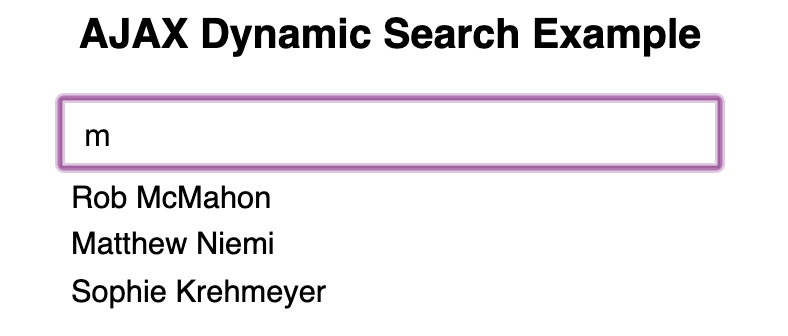 AJAX Dynamic Search Example
m
Rob McMahon
Matthew Niemi
Sophie Krehmeyer